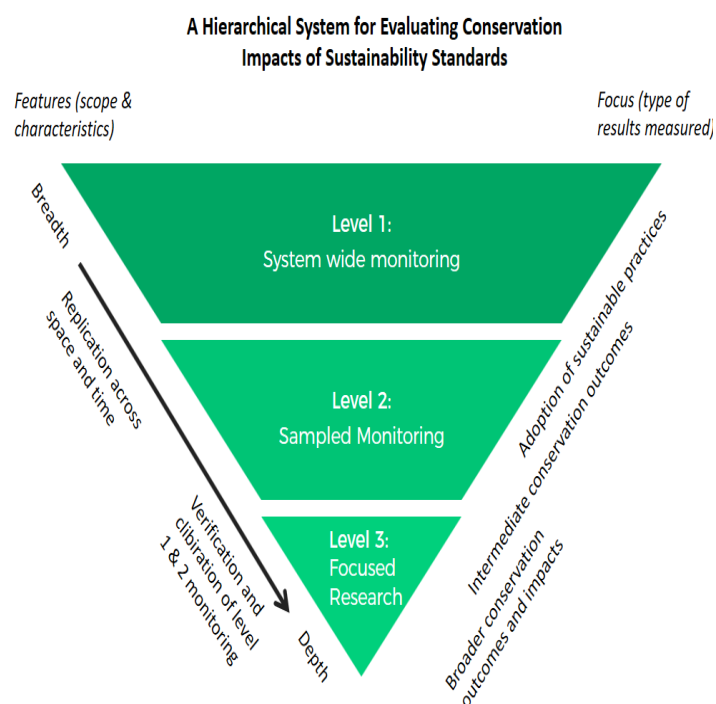 A Hierarchical System for Evaluating Conservation
Impacts of Sustainability Standards
Features (scope &
characteristics)
Focus (type of
results measured)
Breadth
Replication across
space and time
Verification and
clibiration of level
1 & 2 monitoring
Depth
Level 1:
System wide monitoring
Level 2:
Sampled Monitoring
Level 3:
Focused
Research
Adoption of sustainable practices
Intermediate conservation outcomes
Broader conservation
outcomes and impacts